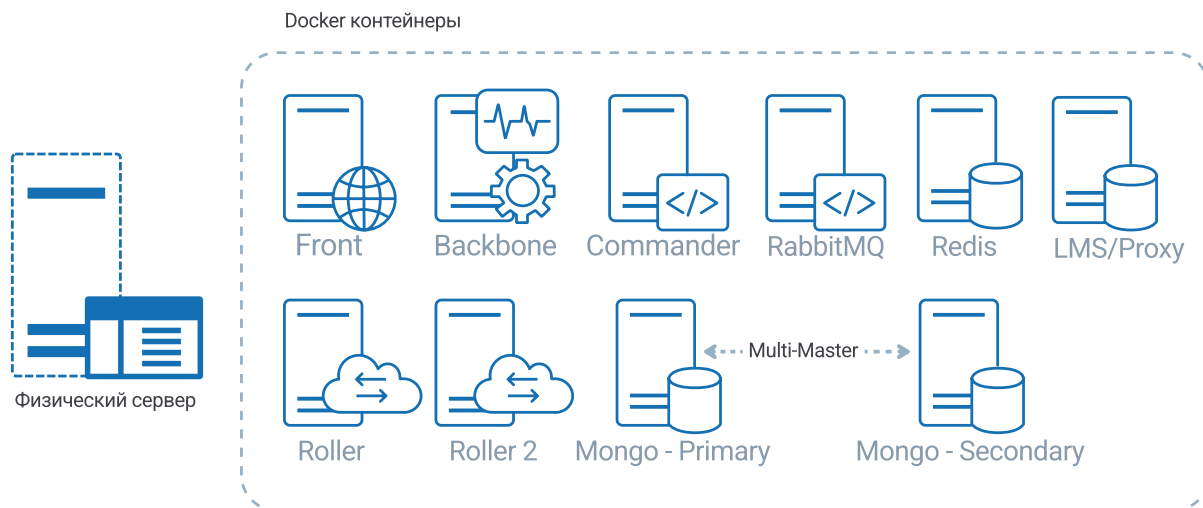 Docker контейнеры
Front
Backbone
Commander
RabbitMQ
Redis
LMS/Proxy
Физический сервер
Multi-Master
Roller
Roller 2
Mongo - Primary
Mongo - Secondary